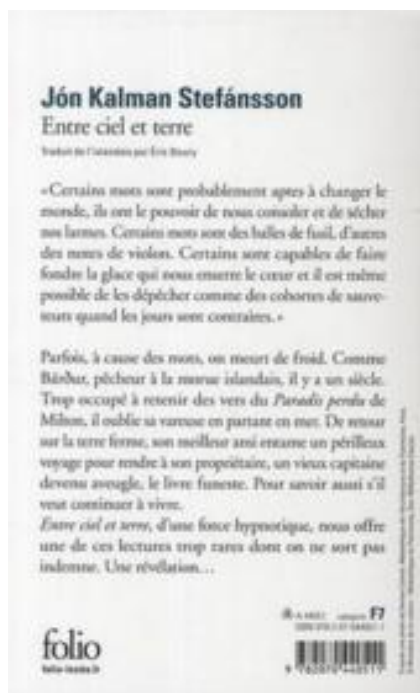 Jón Kalman Stefánsson
Entre ciel et terre
Traduit de l'islandais par Éric Boury
«Certains mots sont probablement aptes à changer le
monde, ils ont le pouvoir de nous consoler et de sécher
nos larmes. Certains mots sont des balles de fusil, d'autres
des notes de violon. Certains sont capables de faire
fondre la glace qui nous enserre le cœur et il est même
possible de les dépêcher comme des cohortes de sauve-
teurs quand les jours sont contraires.»
Parfois, à cause des mots, on meurt de froid. Comme
Bárður, pêcheur à la morue islandais, il y a un siècle.
Trop occupé à retenir des vers du Paradis perdu de
Milton, il oublie sa vareuse en partant en mer. De retour
sur la terre ferme, son meilleur ami entame un périlleux
voyage pour rendre à son propriétaire, un vieux capitaine
devenu aveugle, le livre funeste. Pour savoir aussi s'il
veut continuer à vivre.
Entre ciel et terre, d'une force hypnotique, nous offre
une de ces lectures trop rares dont on ne sort pas
indemne. Une révélation…
catégorie F7
folio